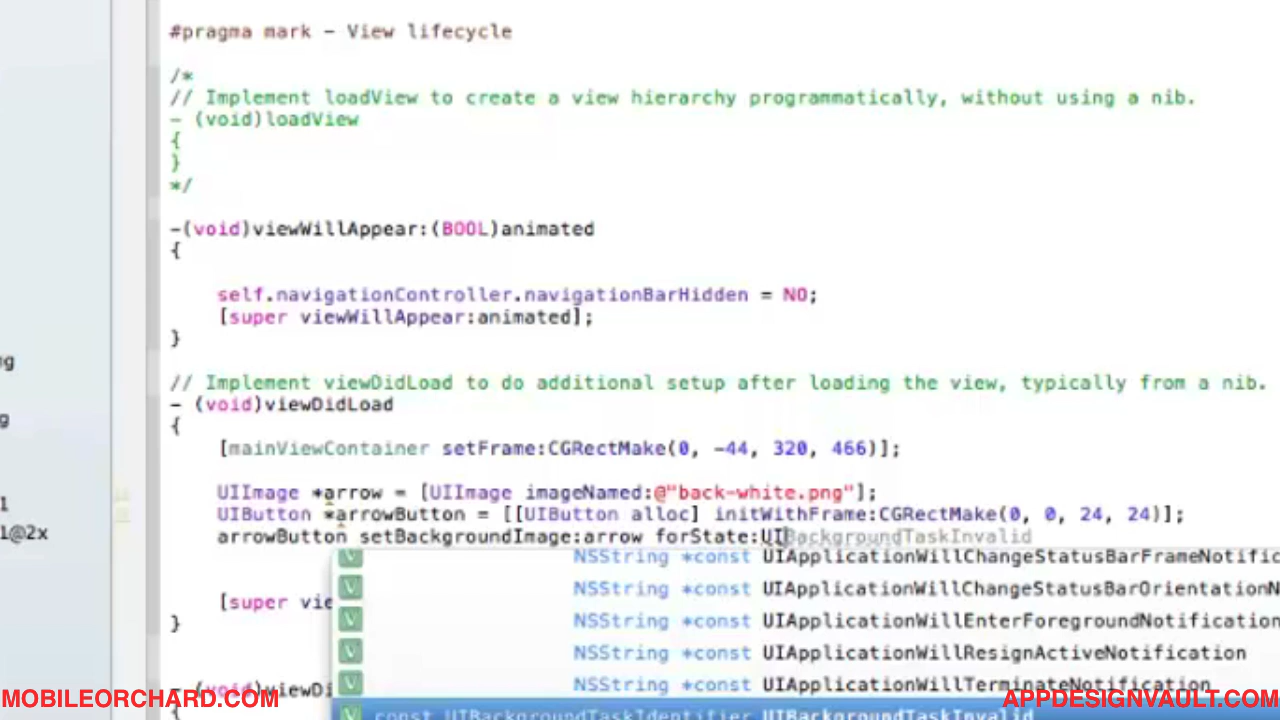 #pragma mark - View lifecycle
/*
// Implement loadView to create a view hierarchy programmatically, without using a nib.
- (void)loadView
{
}
*/
-(void)viewWillAppear:(BOOL)animated
{
self.navigationController.navigationBarHidden = NO;
[super viewWillAppear:animated];
}
// Implement viewDidLoad to do additional setup after loading the view, typically from a nib.
- (void)viewDidLoad
{
[mainViewContainer setFrame:CGRectMake(0, -44, 320, 466)];
UIImage *arrow = [UIImage imageNamed:@"back-white.png"];
UIButton *arrowButton = [[UIButton alloc] initWithFrame:CGRectMake(0, 0, 24, 24)];
arrowButton setBackgroundImage:arrow forState:UIBackgroundTaskInvalid
V NSString *const UIApplicationWillChangeStatusBarFrameNotific
V NSString *const UIApplicationWillChangeStatusBarOrientationN
[super vie
V NSString *const UIApplicationWillEnterForegroundNotification
}
V NSString *const UIApplicationWillResignActiveNotification
V NSString *const UIApplicationWillTerminateNotification
- (void)viewDi
{
V const UIBackgroundTaskIdentifier UIBackgroundTaskInvalid
g
g
1
1@2x
MOBILEORCHARD.COM
APPDESIGNVAULT.COM